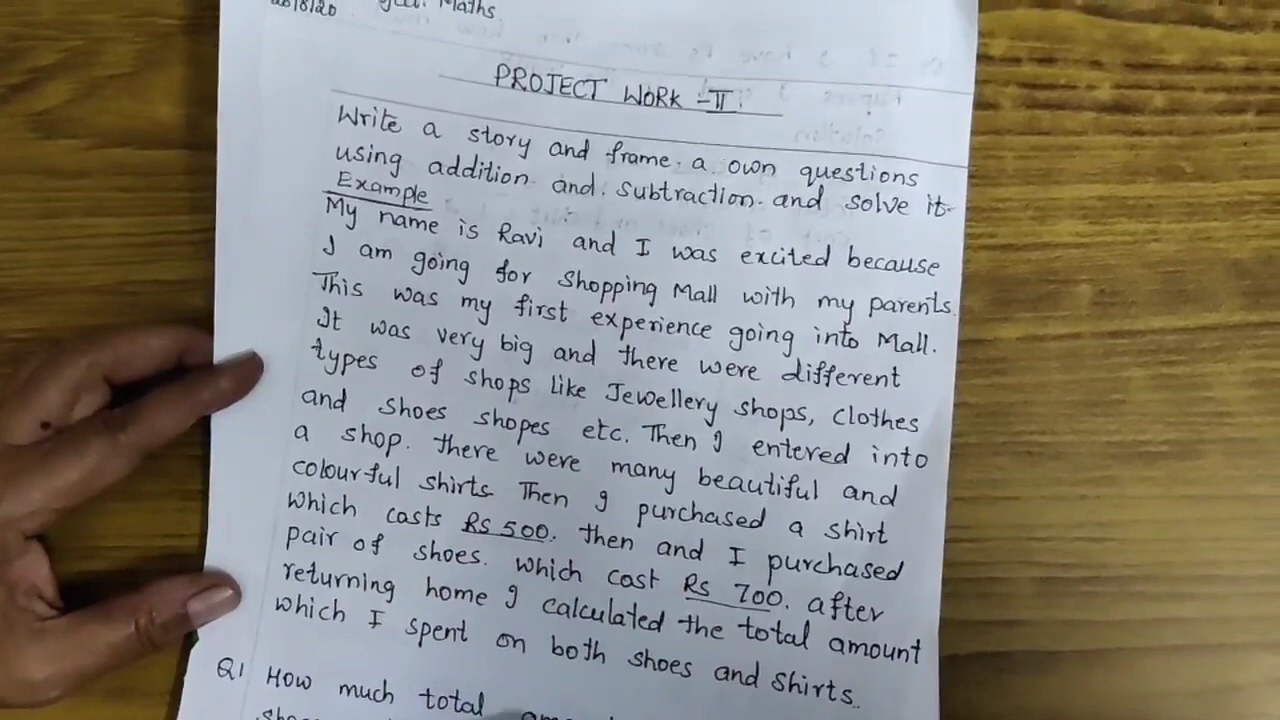 Maths.
PROJECT WORK -II.
Write a story and frame. a own questions
using addition and. subtraction. and solve it.
Example
My name is Ravi and I was excited because
I am going for shopping Mall with my parents.
This was my first experience going into Mall.
It was very big and there were different
types of shops like Jewellery shops, clothes
and shoes shopes etc. Then I entered into
a shop. there were many beautiful and
colourful shirts Then I purchased a shirt
which casts RS 500. then and I purchased
pair of shoes. which cost Rs 700. after
returning home I calculated the total amount
which I spent on both shoes and shirts.
Q1 How much total